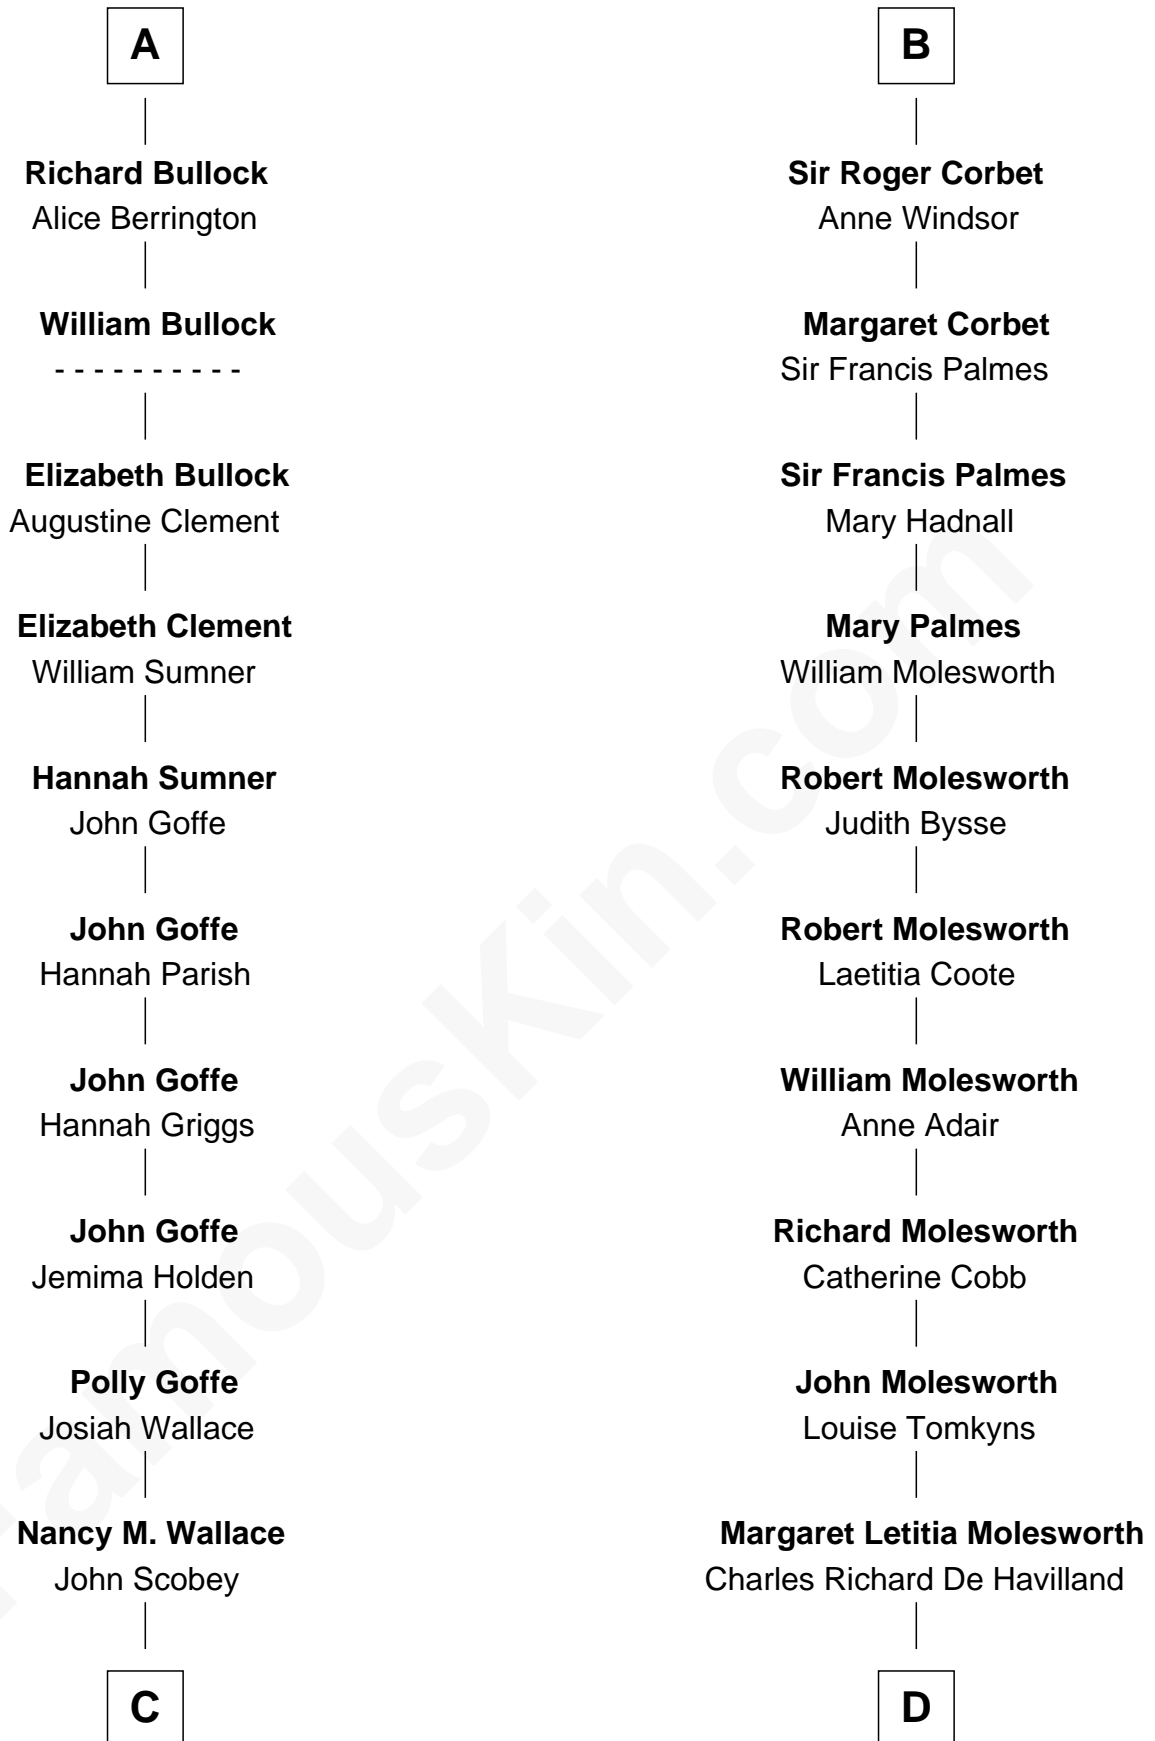 A
Richard Bullock
Alice Berrington
William Bullock
- - - - - - - - - -
Elizabeth Bullock
Augustine Clement
Elizabeth Clement
William Sumner
Hannah Sumner
John Goffe
John Goffe
Hannah Parish
John Goffe
Hannah Griggs
John Goffe
Jemima Holden
Polly Goffe
Josiah Wallace
Nancy M. Wallace
John Scobey
C
B
Sir Roger Corbet
Anne Windsor
Margaret Corbet
Sir Francis Palmes
Sir Francis Palmes
Mary Hadnall
Mary Palmes
William Molesworth
Robert Molesworth
Judith Bysse
Robert Molesworth
Laetitia Coote
William Molesworth
Anne Adair
Richard Molesworth
Catherine Cobb
John Molesworth
Louise Tomkyns
Margaret Letitia Molesworth
Charles Richard De Havilland
D
FamousKin.com